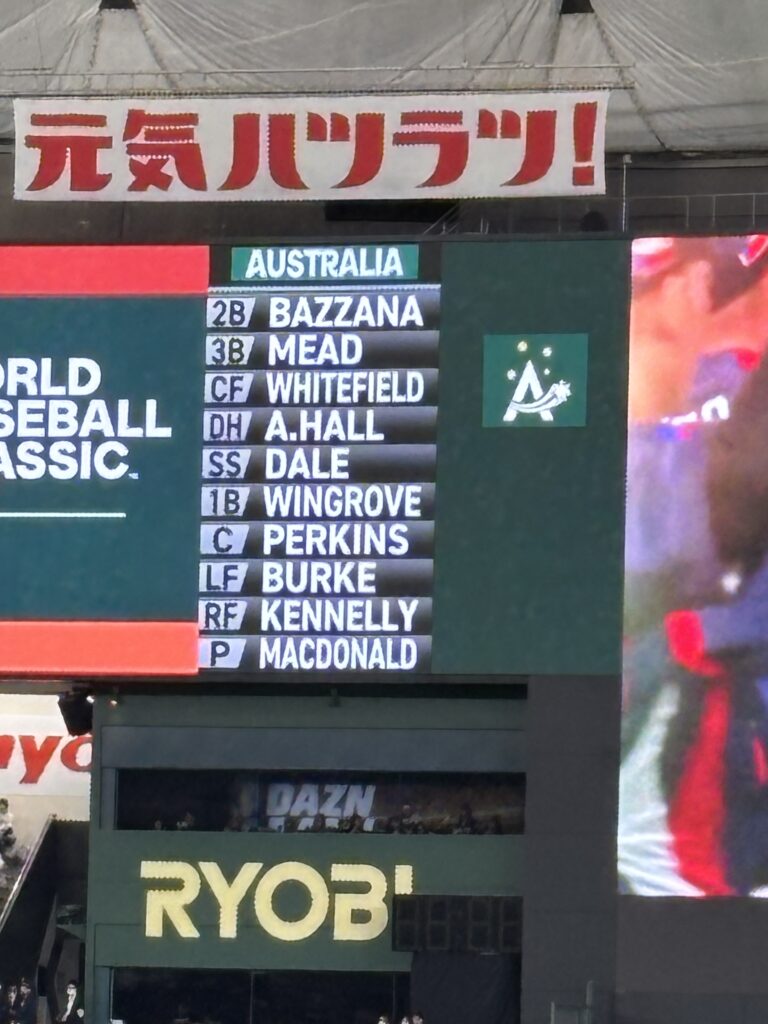 元気ハツラツ!
AUSTRALIA
2B BAZZANA
3B MEAD
CF WHITEFIELD
DH A.HALL
SS DALE
1B WINGROVE
C PERKINS
LF BURKE
RF KENNELLY
P MACDONALD
ORLD
SEBALL
ASSIC
A
DAZN
RYOBI